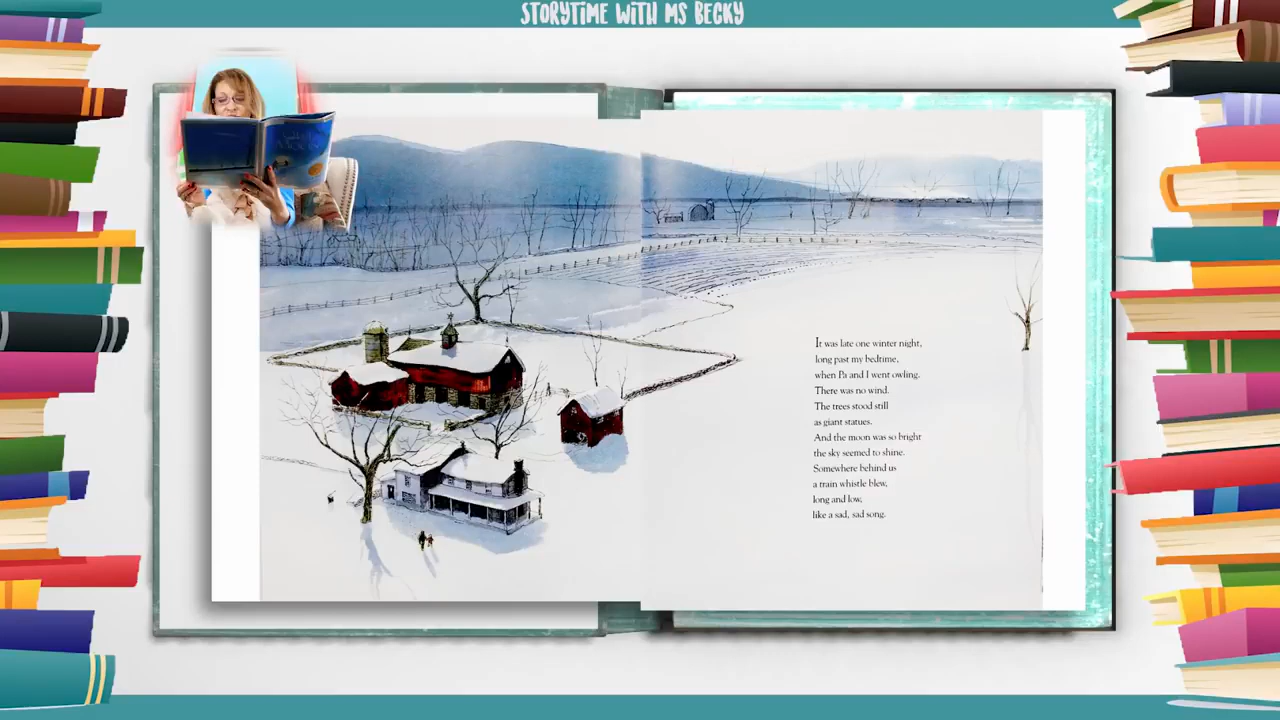 STORYTIME WITH MS BECKY
It was late one winter night,
long past my bedtime,
when Pa and I went owling.
There was no wind.
The trees stood still
as giant statues.
And the moon was so bright
the sky seemed to shine.
Somewhere behind us
a train whistle blew,
long and low,
like a sad, sad song.